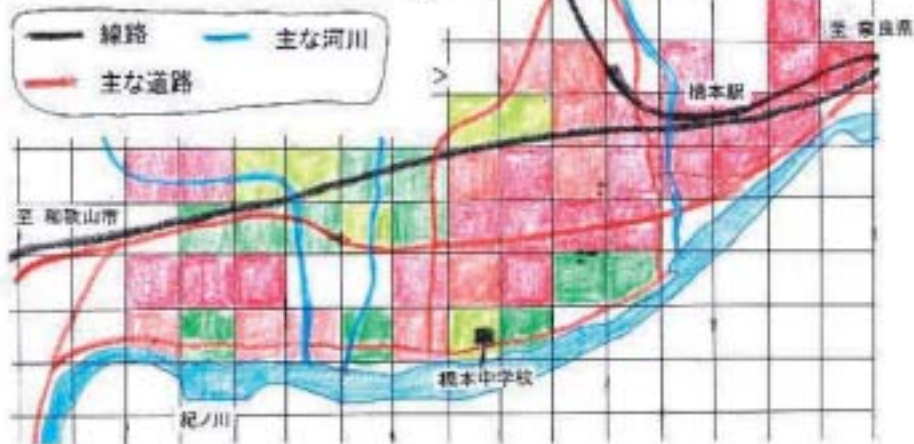 線路
主な河川
主な道路
至 奈良県
橋本駅
至 和歌山市
橋本中学校
紀ノ川